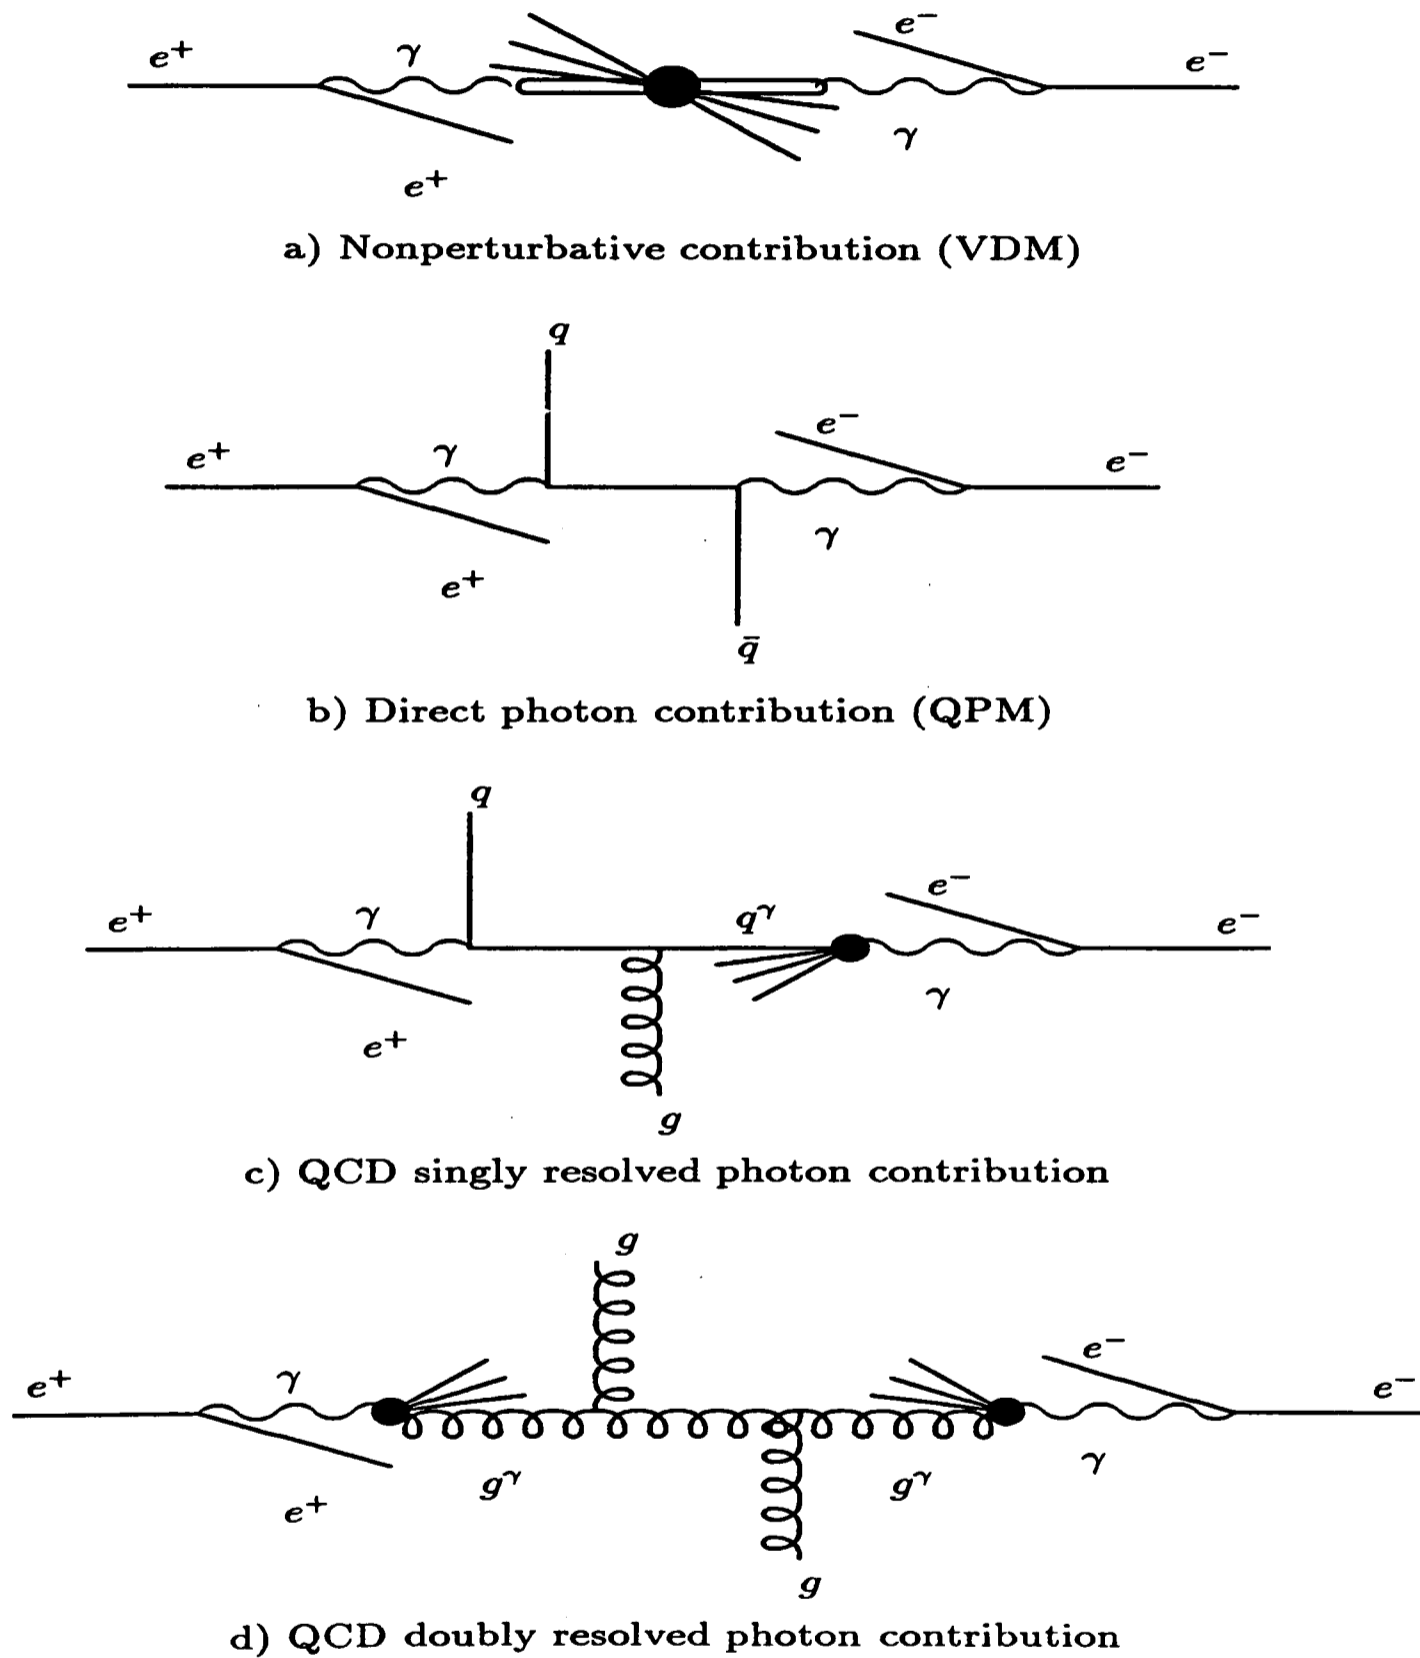 e⁻
e⁺ γ e⁻
γ
e⁺
a) Nonperturbative contribution (VDM)
q
e⁻
e⁺ γ e⁻
γ
e⁺
q̄
b) Direct photon contribution (QPM)
q
e⁻
e⁺ γ qᵞ e⁻
γ
e⁺
g
c) QCD singly resolved photon contribution
g
e⁻
e⁺ γ e⁻
gᵞ gᵞ γ
e⁺
g
d) QCD doubly resolved photon contribution